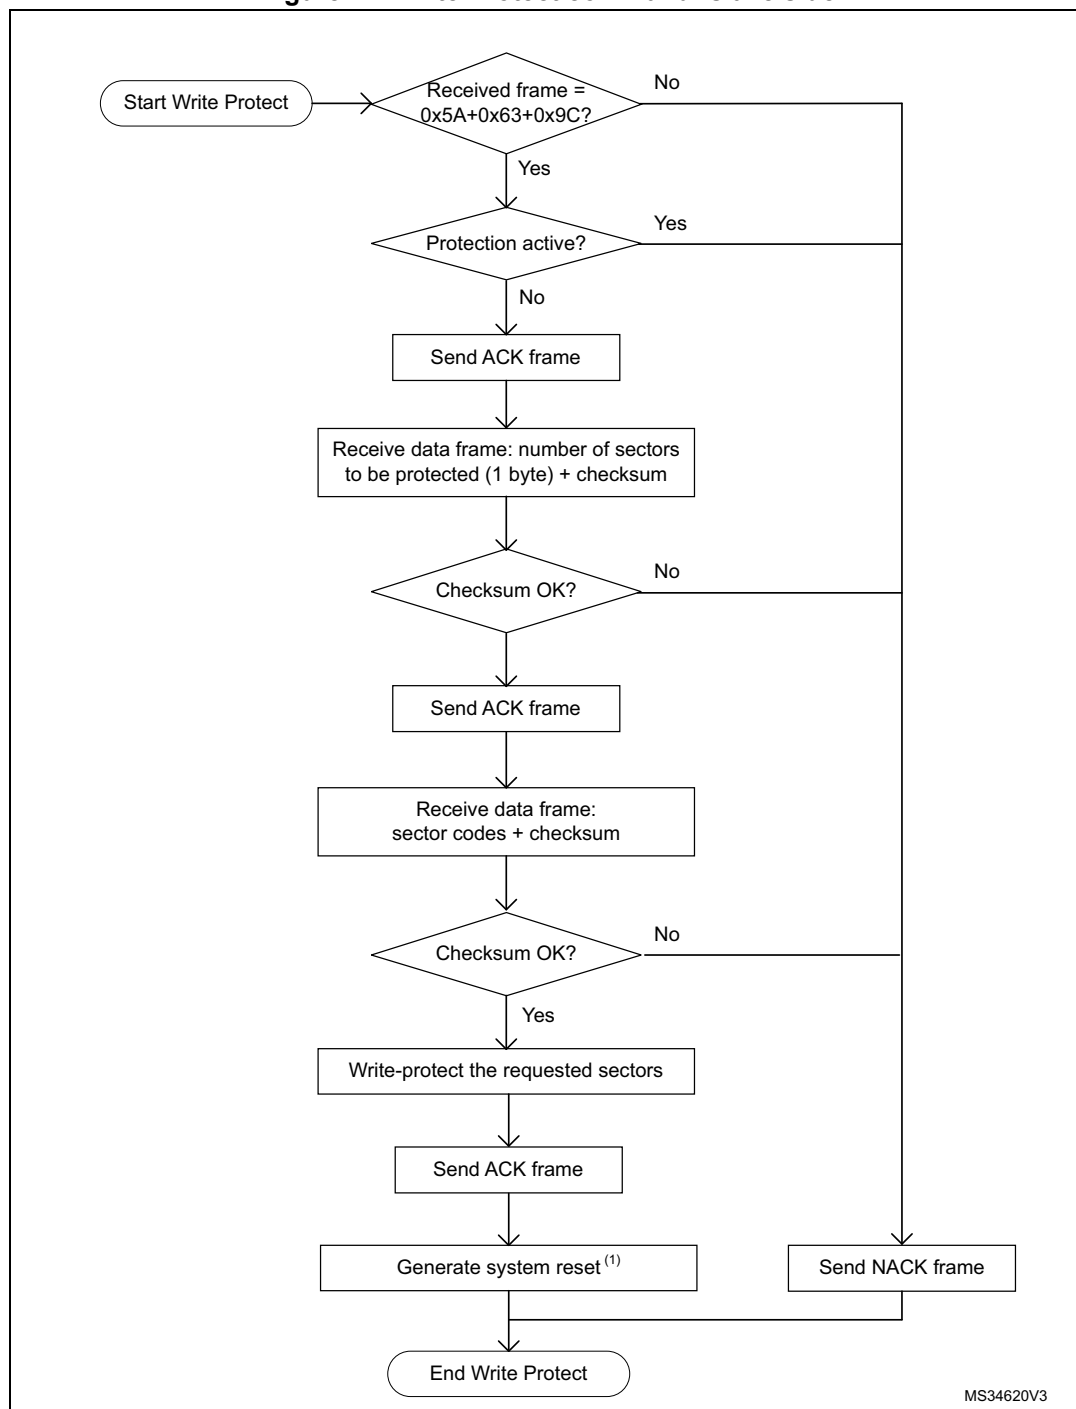 Received frame =
0x5A+0x63+0x9C?
No
Start Write Protect
Yes
Protection active?
Yes
No
Send ACK frame
Receive data frame: number of sectors
to be protected (1 byte) + checksum
Checksum OK?
No
Send ACK frame
Receive data frame:
sector codes + checksum
Checksum OK?
No
Yes
Write-protect the requested sectors
Send ACK frame
Generate system reset (1)
Send NACK frame
End Write Protect
MS34620V3